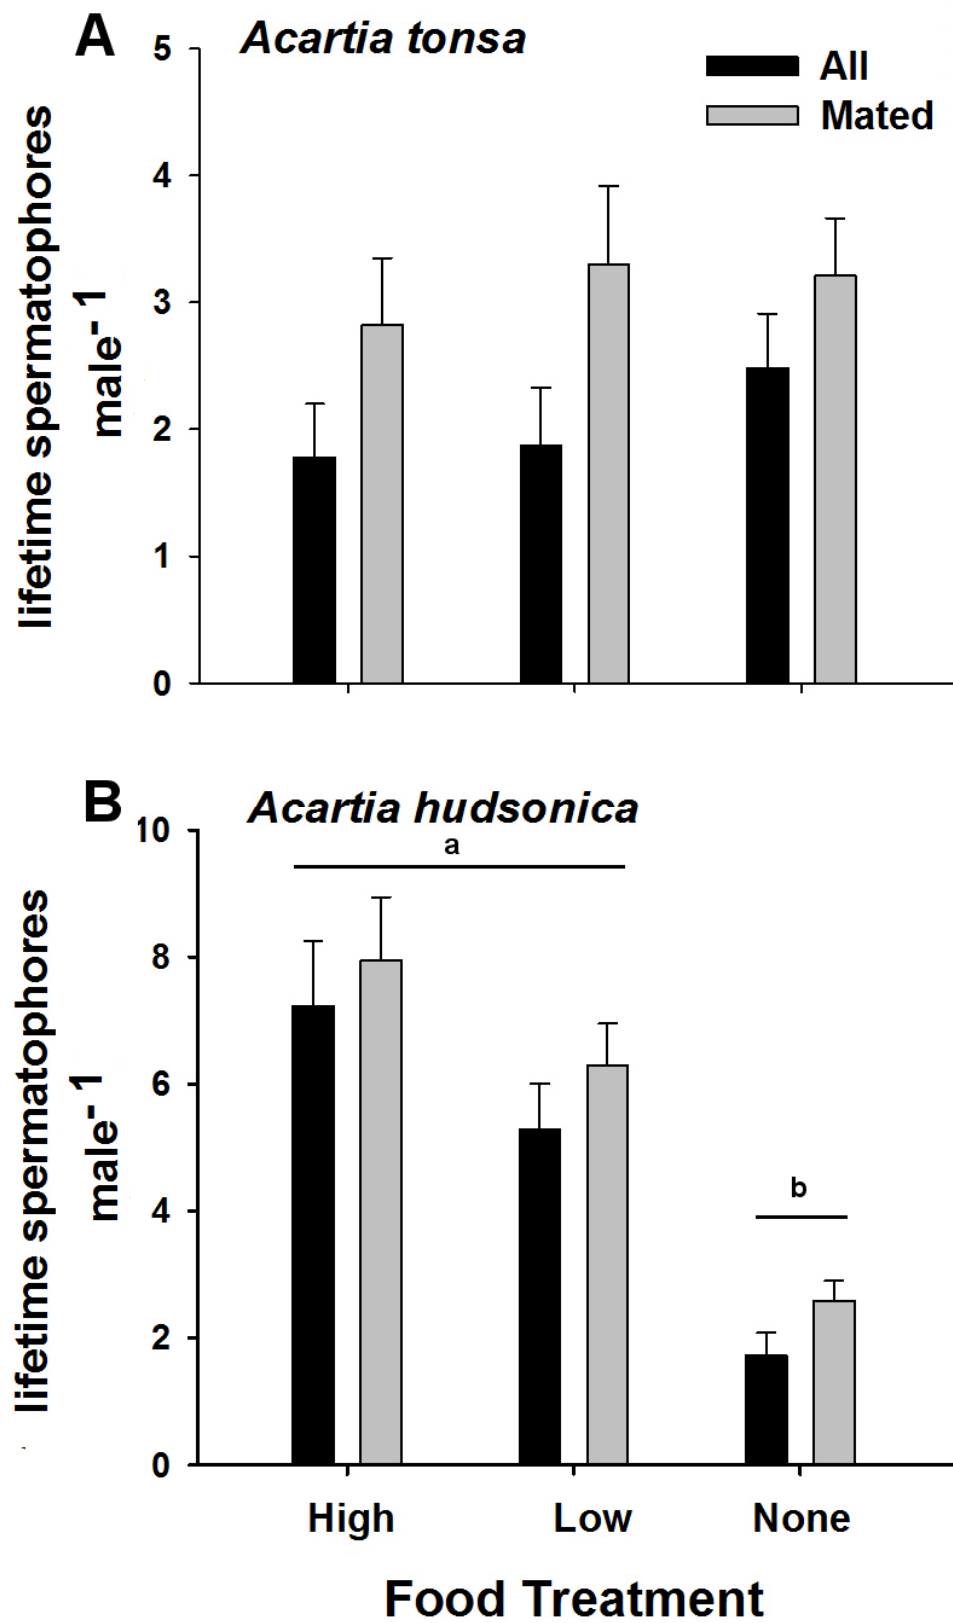 A
Acartia tonsa
All
Mated
5
4
3
2
1
0
lifetime spermatophores
male- 1
B
Acartia hudsonica
a
b
10
8
6
4
2
0
lifetime spermatophores
male- 1
High Low None
Food Treatment